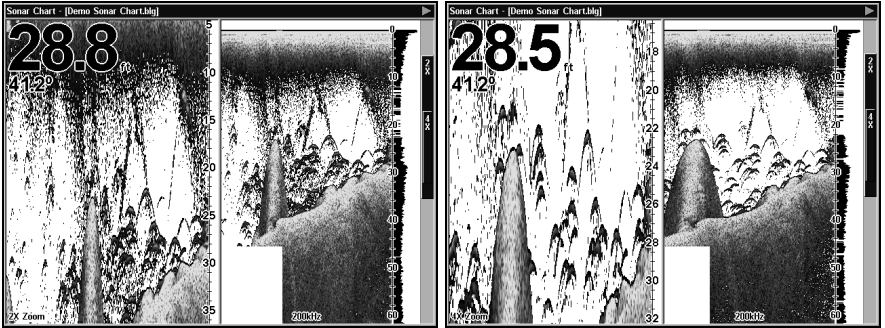 Sonar Chart - [Demo Sonar Chart.blg]
28.8 ft
41.2°
5
10
15
20
25
30
35
2X Zoom
0
10
20
30
40
50
60
200kHz
2X
4X
Sonar Chart - [Demo Sonar Chart.blg]
28.5 ft
41.2°
18
20
22
24
26
28
30
32
4X Zoom
0
10
20
30
40
50
60
200kHz
2X
4X